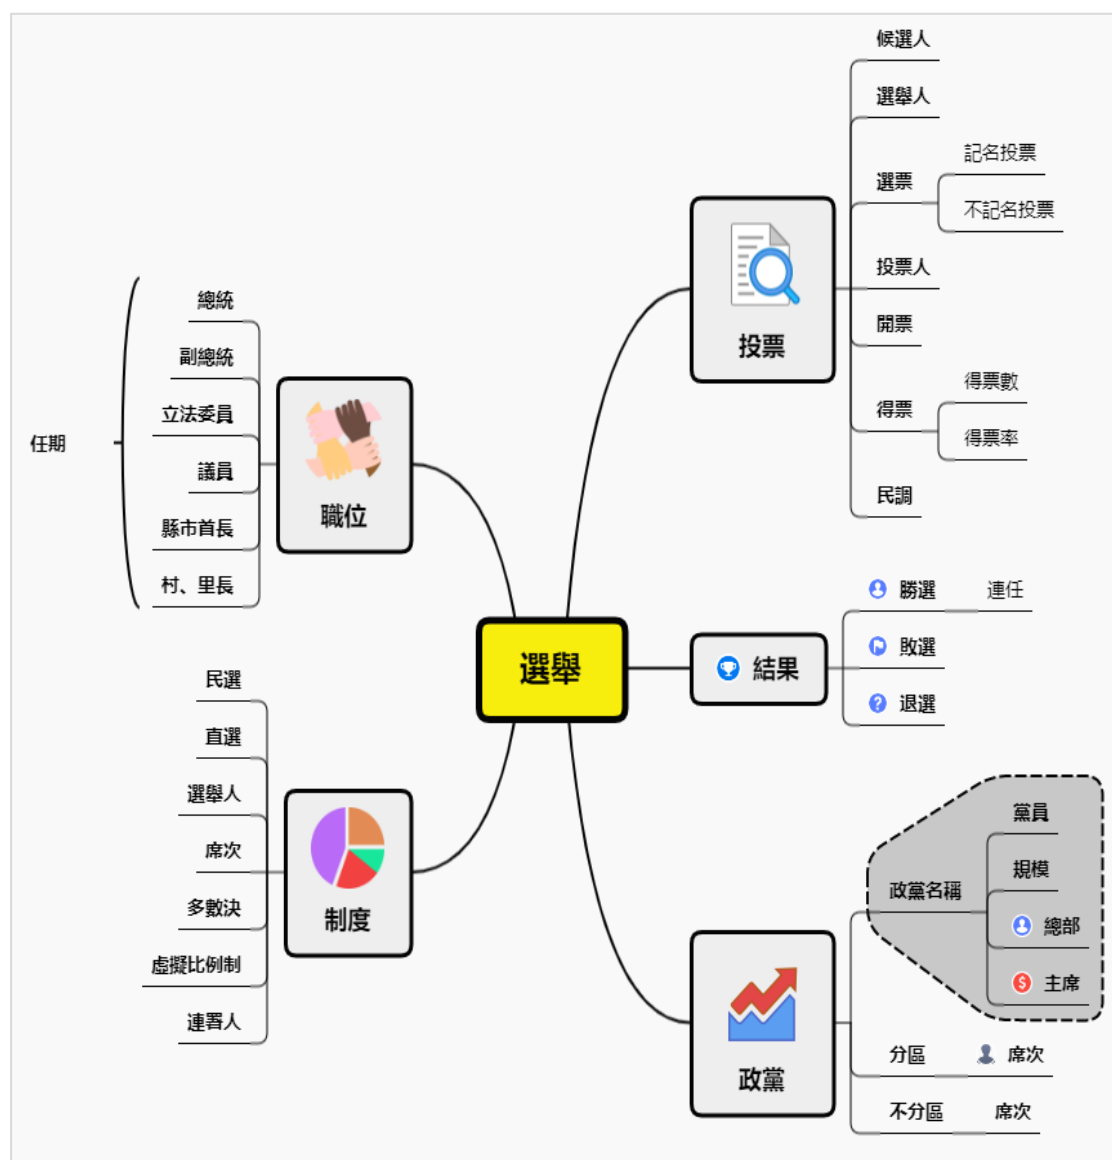 選舉
投票
候選人
選舉人
選票
記名投票
不記名投票
投票人
開票
得票
得票數
得票率
民調
結果
勝選
連任
敗選
退選
政黨
政黨名稱
黨員
規模
總部
主席
分區
席次
不分區
席次
職位
總統
副總統
立法委員
議員
縣市首長
村、里長
任期
制度
民選
直選
選舉人
席次
多數決
虛擬比例制
連署人